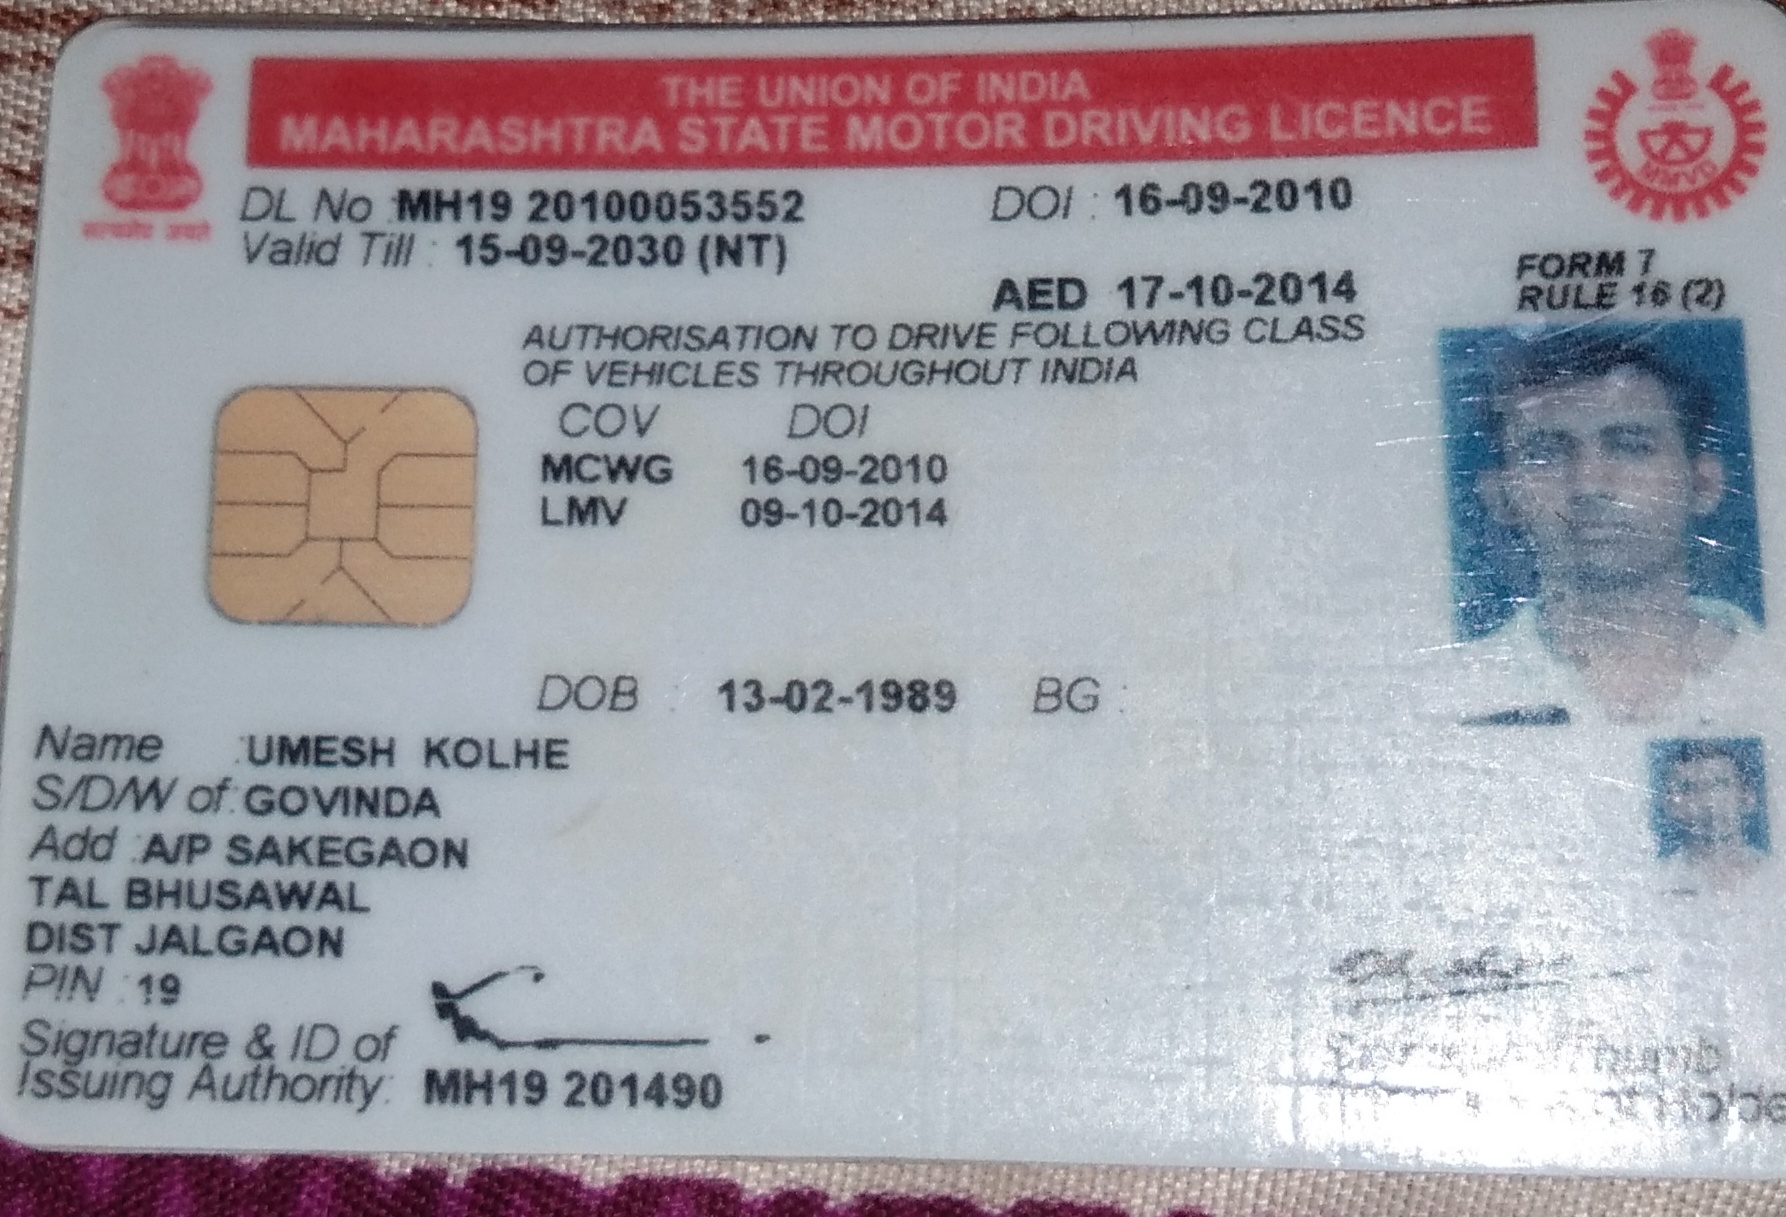 THE UNION OF INDIA
MAHARASHTRA STATE MOTOR DRIVING LICENCE
सत्यमेव जयते
MMVD
DL No : MH19 20100053552 DOI : 16-09-2010
Valid Till : 15-09-2030 (NT)
FORM 7
RULE 16 (2)
AED 17-10-2014
AUTHORISATION TO DRIVE FOLLOWING CLASS
OF VEHICLES THROUGHOUT INDIA
COV DOI
MCWG 16-09-2010
LMV 09-10-2014
DOB : 13-02-1989 BG :
Name : UMESH KOLHE
S/D/W of : GOVINDA
Add : A/P SAKEGAON
TAL BHUSAWAL
DIST JALGAON
PIN : 19
Signature & ID of
Issuing Authority: MH19 201490